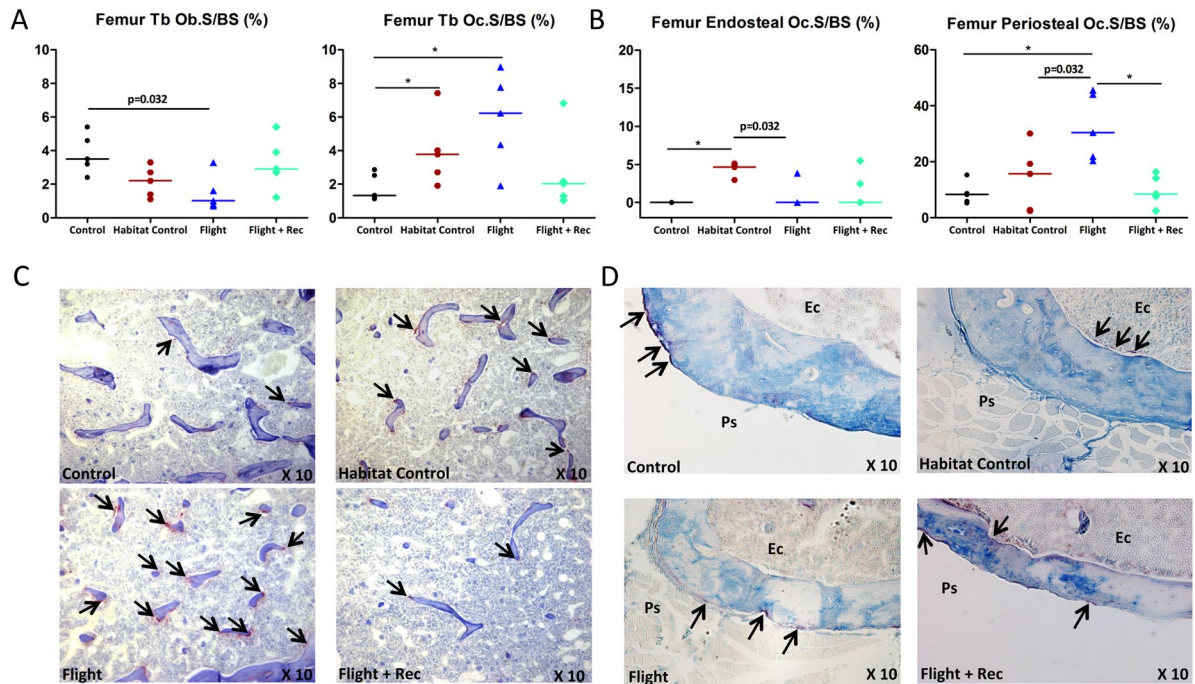 A
Femur Tb Ob.S/BS (%)
10
8
6
4
2
0
p=0.032
Control
Habitat Control
Flight
Flight + Rec
Femur Tb Oc.S/BS (%)
10
8
6
4
2
0
*
*
Control
Habitat Control
Flight
Flight + Rec
B
Femur Endosteal Oc.S/BS (%)
20
15
10
5
0
*
p=0.032
Control
Habitat Control
Flight
Flight + Rec
Femur Periosteal Oc.S/BS (%)
60
40
20
0
*
p=0.032
*
Control
Habitat Control
Flight
Flight + Rec
C
Control
X 10
Habitat Control
X 10
Flight
X 10
Flight + Rec
X 10
D
Ec
Ps
Control
X 10
Ec
Ps
Habitat Control
X 10
Ec
Ps
Flight
X 10
Ec
Ps
Flight + Rec
X 10